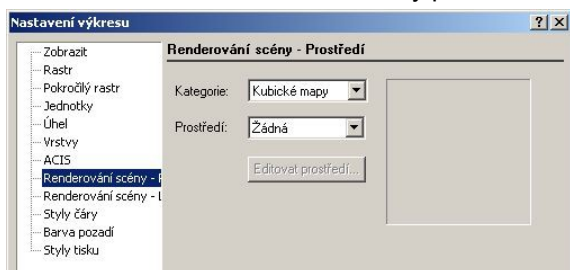 Nastavení výkresu
Zobrazit
Rastr
Pokročilý rastr
Jednotky
Úhel
Vrstvy
ACIS
Renderování scény - P
Renderování scény - L
Styly čáry
Barva pozadí
Styly tisku
Renderování scény - Prostředí
Kategorie: Kubické mapy
Prostředí: Žádná
Editovat prostředí...